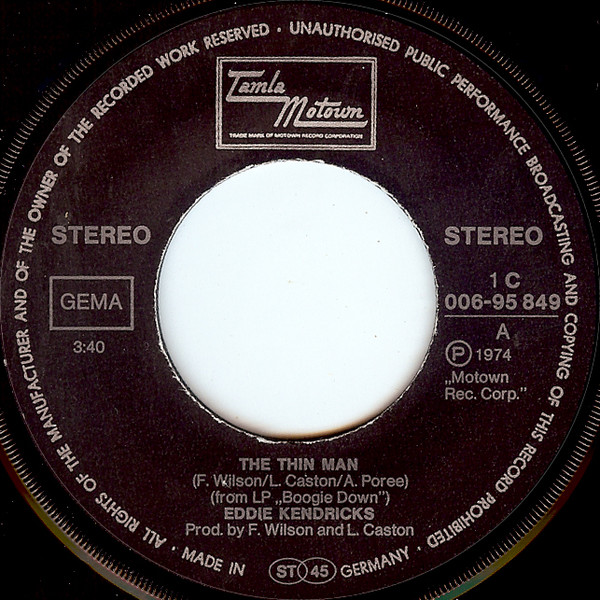 ALL RIGHTS OF THE MANUFACTURER AND OF THE OWNER OF THE RECORDED WORK RESERVED · UNAUTHORISED PUBLIC PERFORMANCE BROADCASTING AND COPYING OF THIS RECORD PROHIBITED
Tamla
Motown
TRADE MARK OF MOTOWN RECORD CORPORATION
STEREO
STEREO
GEMA
3:40
1 C
006-95 849
A
Ⓟ 1974
„Motown
Rec. Corp."
THE THIN MAN
(F. Wilson/L. Caston/A. Poree)
(from LP „Boogie Down")
EDDIE KENDRICKS
Prod. by F. Wilson and L. Caston
· MADE IN ST 45 GERMANY ·